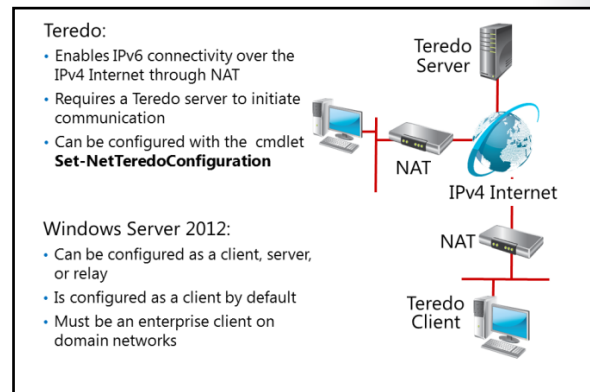 Teredo:
• Enables IPv6 connectivity over the
IPv4 Internet through NAT
• Requires a Teredo server to initiate
communication
• Can be configured with the cmdlet
Set-NetTeredoConfiguration
Windows Server 2012:
• Can be configured as a client, server,
or relay
• Is configured as a client by default
• Must be an enterprise client on
domain networks
Teredo
Server
NAT
IPv4 Internet
NAT
Teredo
Client